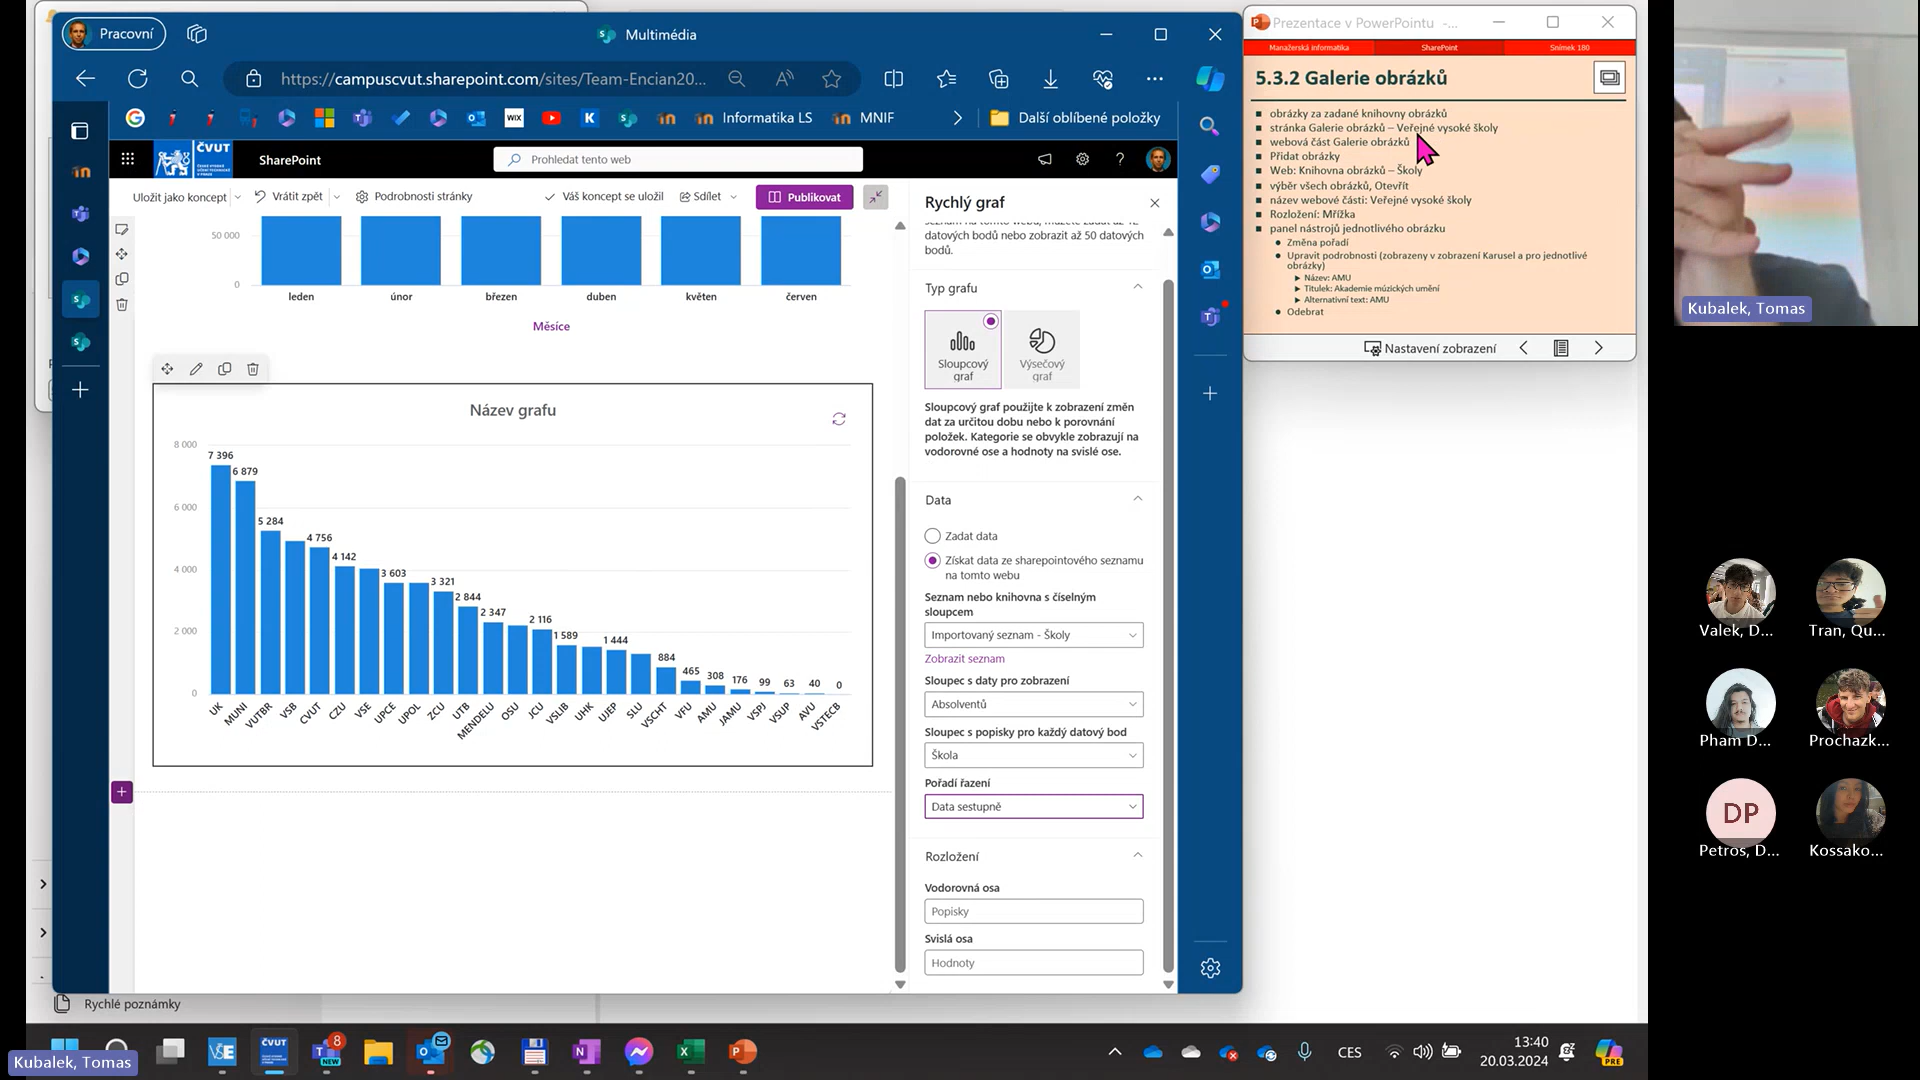 Pracovní
Multimédia
https://campuscvut.sharepoint.com/sites/Team-Encian20...
WIX
K
Informatika LS
MNIF
Další oblíbené položky
ČVUT
SharePoint
Prohledat tento web
Uložit jako koncept
Vrátit zpět
Podrobnosti stránky
Váš koncept se uložil
Sdílet
Publikovat
50 000
0
leden
únor
březen
duben
květen
červen
Měsíce
Název grafu
8 000
6 000
4 000
2 000
0
7 396
6 879
5 284
4 756
4 142
3 603
3 321
2 844
2 347
2 116
1 589
1 444
884
465
308
176
99
63
40
0
UK
MUNI
VUTBR
VSB
CVUT
CZU
VSE
UPCE
UPOL
ZCU
UTB
MENDELU
OSU
JCU
VSLIB
UHK
UJEP
SLU
VSCHT
VFU
AMU
JAMU
VSPJ
VSUP
AVU
VSTECB
Rychlý graf
datových bodů nebo zobrazit až 50 datových
bodů.
Typ grafu
Sloupcový
graf
Výsečový
graf
Sloupcový graf použijte k zobrazení změn
dat za určitou dobu nebo k porovnání
položek. Kategorie se obvykle zobrazují na
vodorovné ose a hodnoty na svislé ose.
Data
Zadat data
Získat data ze sharepointového seznamu
na tomto webu
Seznam nebo knihovna s číselným
sloupcem
Importovaný seznam - Školy
Zobrazit seznam
Sloupec s daty pro zobrazení
Absolventů
Sloupec s popisky pro každý datový bod
Škola
Pořadí řazení
Data sestupně
Rozložení
Vodorovná osa
Popisky
Svislá osa
Hodnoty
Prezentace v PowerPointu -...
Manažerská informatika
SharePoint
Snímek 180
5.3.2 Galerie obrázků
obrázky za zadané knihovny obrázků
stránka Galerie obrázků – Veřejné vysoké školy
webová část Galerie obrázků
Přidat obrázky
Web: Knihovna obrázků – Školy
výběr všech obrázků, Otevřít
název webové části: Veřejné vysoké školy
Rozložení: Mřížka
panel nástrojů jednotlivého obrázku
Změna pořadí
Upravit podrobnosti (zobrazeny v zobrazení Karusel a pro jednotlivé
obrázky)
Název: AMU
Titulek: Akademie múzických umění
Alternativní text: AMU
Odebrat
Nastavení zobrazení
Kubalek, Tomas
Valek, D...
Tran, Qu...
Pham D...
Prochazk...
DP
Petros, D...
Kossako...
Rychlé poznámky
Kubalek, Tomas
VŠE
ČVUT
8
NEW
CES
13:40
20.03.2024
PRE